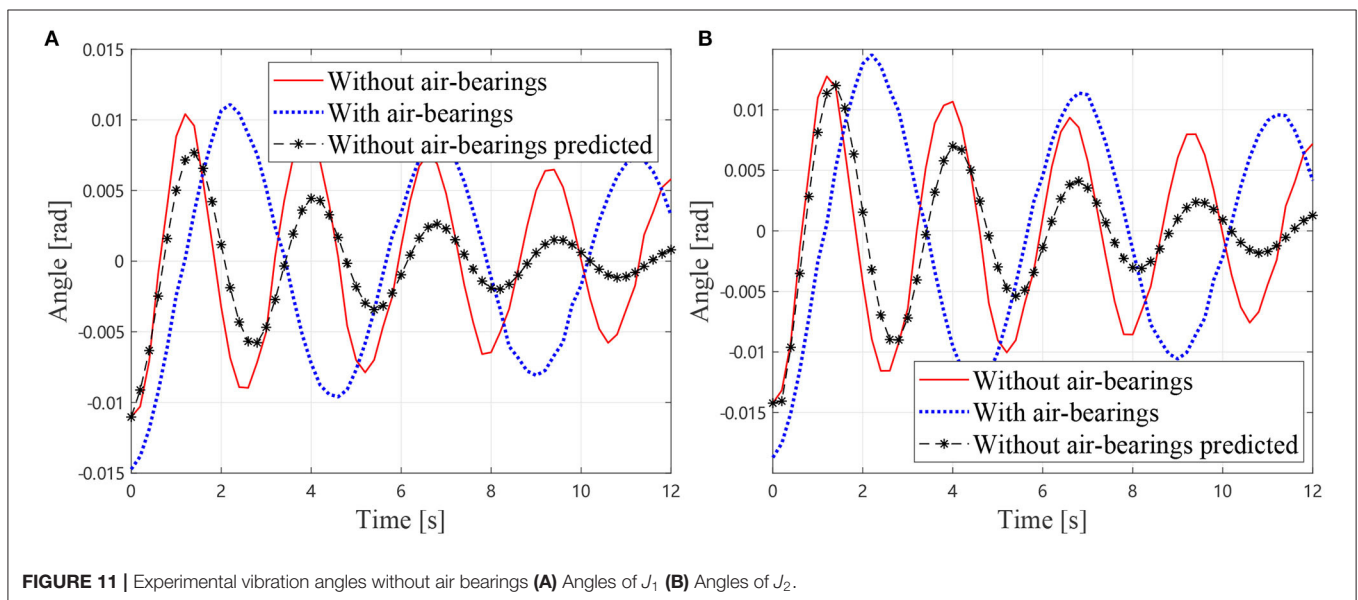 A
0.015
0.01
0.005
0
-0.005
-0.01
-0.015
Angle [rad]
0 2 4 6 8 10 12
Time [s]
Without air-bearings
With air-bearings
Without air-bearings predicted
B
0.01
0.005
0
-0.005
-0.01
-0.015
Angle [rad]
0 2 4 6 8 10 12
Time [s]
Without air-bearings
With air-bearings
Without air-bearings predicted
FIGURE 11 | Experimental vibration angles without air bearings (A) Angles of J1 (B) Angles of J2.